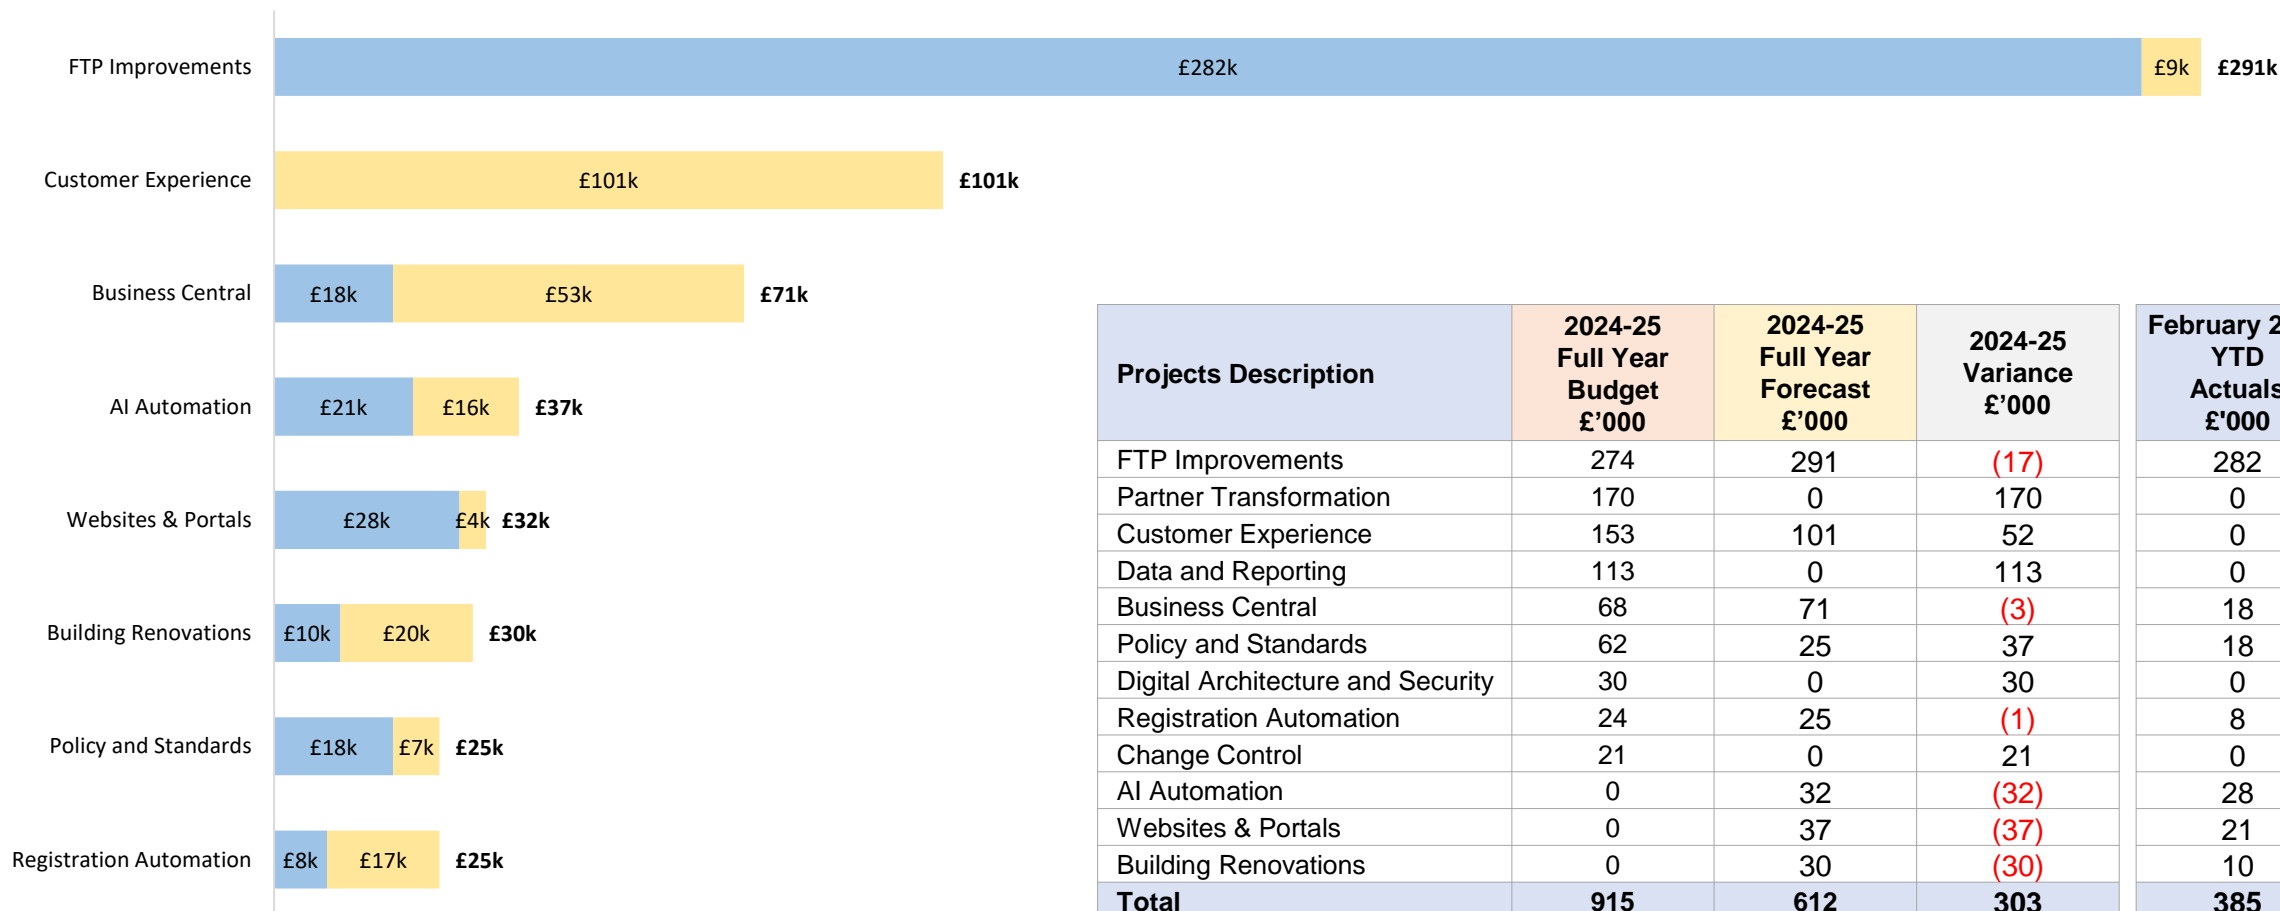 FTP Improvements £282k £9k £291k
Customer Experience £101k £101k
Business Central £18k £53k £71k
AI Automation £21k £16k £37k
Websites & Portals £28k £4k £32k
Building Renovations £10k £20k £30k
Policy and Standards £18k £7k £25k
Registration Automation £8k £17k £25k
Projects Description
2024-25
Full Year
Budget
£’000
2024-25
Full Year
Forecast
£’000
2024-25
Variance
£’000
February 2
YTD
Actuals
£'000
FTP Improvements 274 291 (17) 282
Partner Transformation 170 0 170 0
Customer Experience 153 101 52 0
Data and Reporting 113 0 113 0
Business Central 68 71 (3) 18
Policy and Standards 62 25 37 18
Digital Architecture and Security 30 0 30 0
Registration Automation 24 25 (1) 8
Change Control 21 0 21 0
AI Automation 0 32 (32) 28
Websites & Portals 0 37 (37) 21
Building Renovations 0 30 (30) 10
Total 915 612 303 385